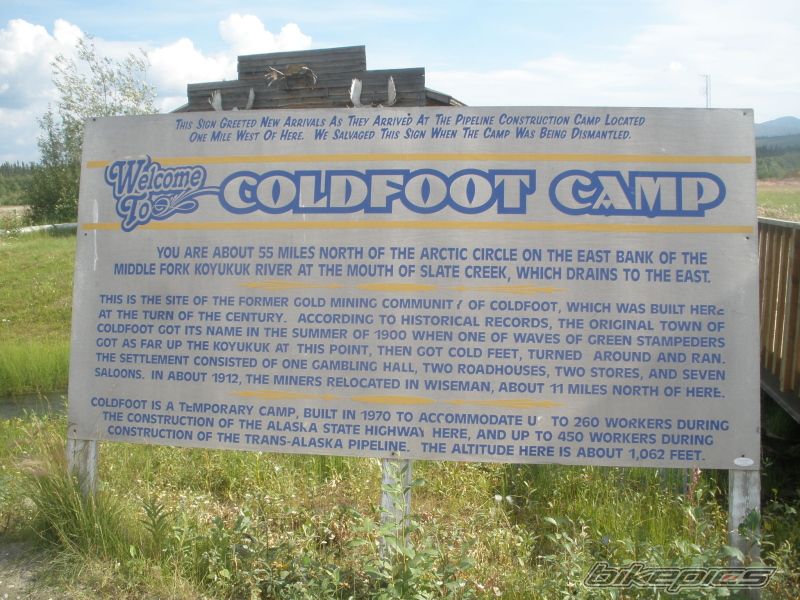 THIS SIGN GREETED NEW ARRIVALS AS THEY ARRIVED AT THE PIPELINE CONSTRUCTION CAMP LOCATED
ONE MILE WEST OF HERE. WE SALVAGED THIS SIGN WHEN THE CAMP WAS BEING DISMANTLED.
Welcome To COLDFOOT CAMP
YOU ARE ABOUT 55 MILES NORTH OF THE ARCTIC CIRCLE ON THE EAST BANK OF THE
MIDDLE FORK KOYUKUK RIVER AT THE MOUTH OF SLATE CREEK, WHICH DRAINS TO THE EAST.
THIS IS THE SITE OF THE FORMER GOLD MINING COMMUNITY OF COLDFOOT, WHICH WAS BUILT HERE
AT THE TURN OF THE CENTURY. ACCORDING TO HISTORICAL RECORDS, THE ORIGINAL TOWN OF
COLDFOOT GOT ITS NAME IN THE SUMMER OF 1900 WHEN ONE OF WAVES OF GREEN STAMPEDERS
GOT AS FAR UP THE KOYUKUK AT THIS POINT, THEN GOT COLD FEET, TURNED AROUND AND RAN.
THE SETTLEMENT CONSISTED OF ONE GAMBLING HALL, TWO ROADHOUSES, TWO STORES, AND SEVEN
SALOONS. IN ABOUT 1912, THE MINERS RELOCATED IN WISEMAN, ABOUT 11 MILES NORTH OF HERE.
COLDFOOT IS A TEMPORARY CAMP, BUILT IN 1970 TO ACCOMMODATE UP TO 260 WORKERS DURING
THE CONSTRUCTION OF THE ALASKA STATE HIGHWAY HERE, AND UP TO 450 WORKERS DURING
CONSTRUCTION OF THE TRANS-ALASKA PIPELINE. THE ALTITUDE HERE IS ABOUT 1,062 FEET.
bikepics